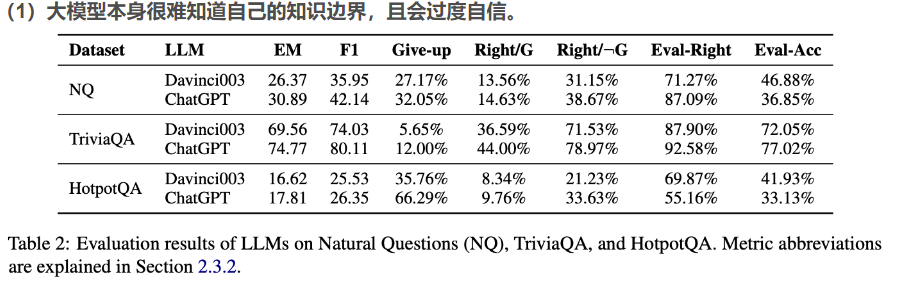 （1）大模型本身很难知道自己的知识边界，且会过度自信。
Dataset LLM EM F1 Give-up Right/G Right/¬G Eval-Right Eval-Acc
NQ Davinci003 26.37 35.95 27.17% 13.56% 31.15% 71.27% 46.88%
ChatGPT 30.89 42.14 32.05% 14.63% 38.67% 87.09% 36.85%
TriviaQA Davinci003 69.56 74.03 5.65% 36.59% 71.53% 87.90% 72.05%
ChatGPT 74.77 80.11 12.00% 44.00% 78.97% 92.58% 77.02%
HotpotQA Davinci003 16.62 25.53 35.76% 8.34% 21.23% 69.87% 41.93%
ChatGPT 17.81 26.35 66.29% 9.76% 33.63% 55.16% 33.13%
Table 2: Evaluation results of LLMs on Natural Questions (NQ), TriviaQA, and HotpotQA. Metric abbreviations
are explained in Section 2.3.2.